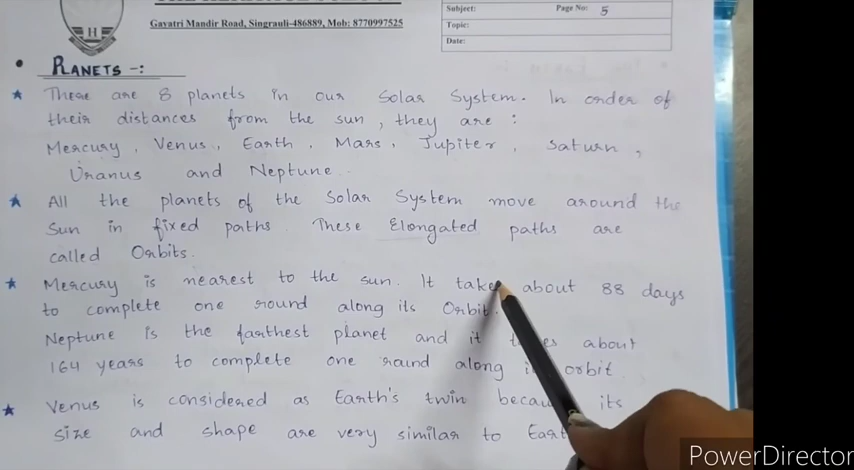 Gayatri Mandir Road, Singrauli-486889, Mob: 8770997525
Subject: Page No: 5
Topic:
Date:
H
• PLANETS -:
★ There are 8 planets in our Solar System. In order of
their distances from the sun, they are :
Mercury, Venus, Earth, Mars, Jupiter, Saturn,
Uranus and Neptune.
★ All the planets of the Solar System move around the
Sun in fixed paths. These Elongated paths are
called Orbits.
★ Mercury is nearest to the sun. It take about 88 days
to complete one round along its Orbit.
Neptune is the farthest planet and it about
164 years to complete one round along orbit
★ Venus is considered as Earth's twin its
size and shape are very similar to
PowerDirector